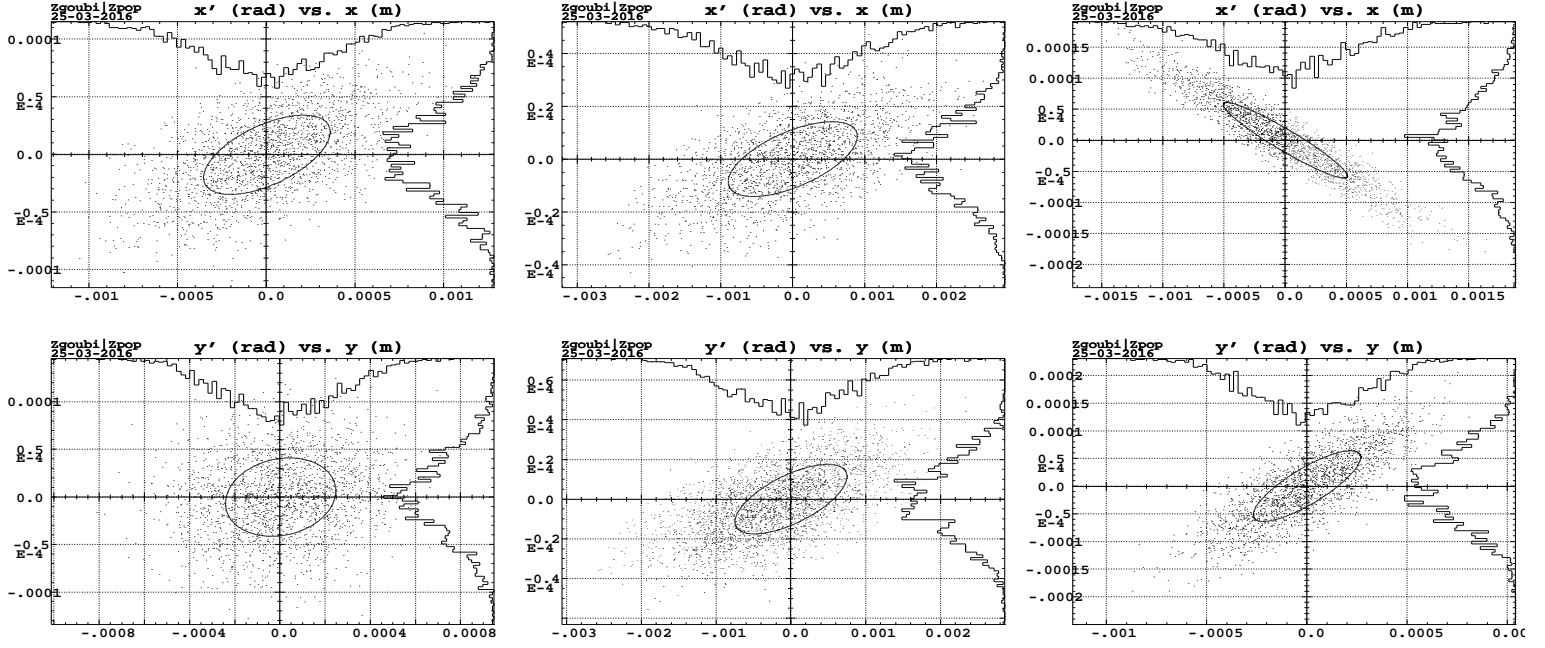 Zgoubi|Zpop
25-03-2016
x' (rad) vs. x (m)
0.0001
0.5
E-4
0.0
-0.5
E-4
-.0001
-.001 -.0005 0.0 0.0005 0.001
Zgoubi|Zpop
25-03-2016
x' (rad) vs. x (m)
0.4
E-4
0.2
E-4
0.0
-0.2
E-4
-0.4
E-4
-.003 -.002 -.001 0.0 0.001 0.002
Zgoubi|Zpop
25-03-2016
x' (rad) vs. x (m)
0.00015
0.0001
0.5
E-4
0.0
-0.5
E-4
-.0001
-.00015
-.0002
-.0015 -.001 -.0005 0.0 0.0005 0.001 0.0015
Zgoubi|Zpop
25-03-2016
y' (rad) vs. y (m)
0.0001
0.5
E-4
0.0
-0.5
E-4
-.0001
-.0008 -.0004 0.0 0.0004 0.0008
Zgoubi|Zpop
25-03-2016
y' (rad) vs. y (m)
0.6
E-4
0.4
E-4
0.2
E-4
0.0
-0.2
E-4
-0.4
E-4
-.003 -.002 -.001 0.0 0.001 0.002
Zgoubi|Zpop
25-03-2016
y' (rad) vs. y (m)
0.0002
0.00015
0.0001
0.5
E-4
0.0
-0.5
E-4
-.0001
-.00015
-.0002
-.001 -.0005 0.0 0.0005